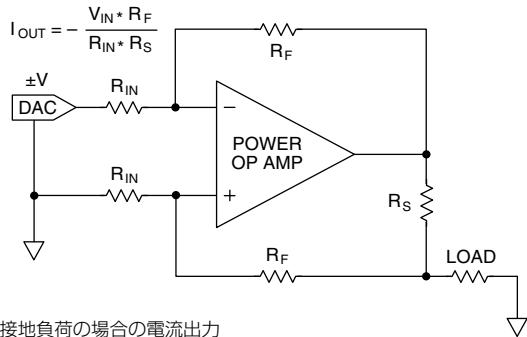 I OUT = – V IN * R F / R IN * R S
R F
±V
R IN
DAC
–
POWER
OP AMP
R IN
+
R S
R F
LOAD
接地負荷の場合の電流出力